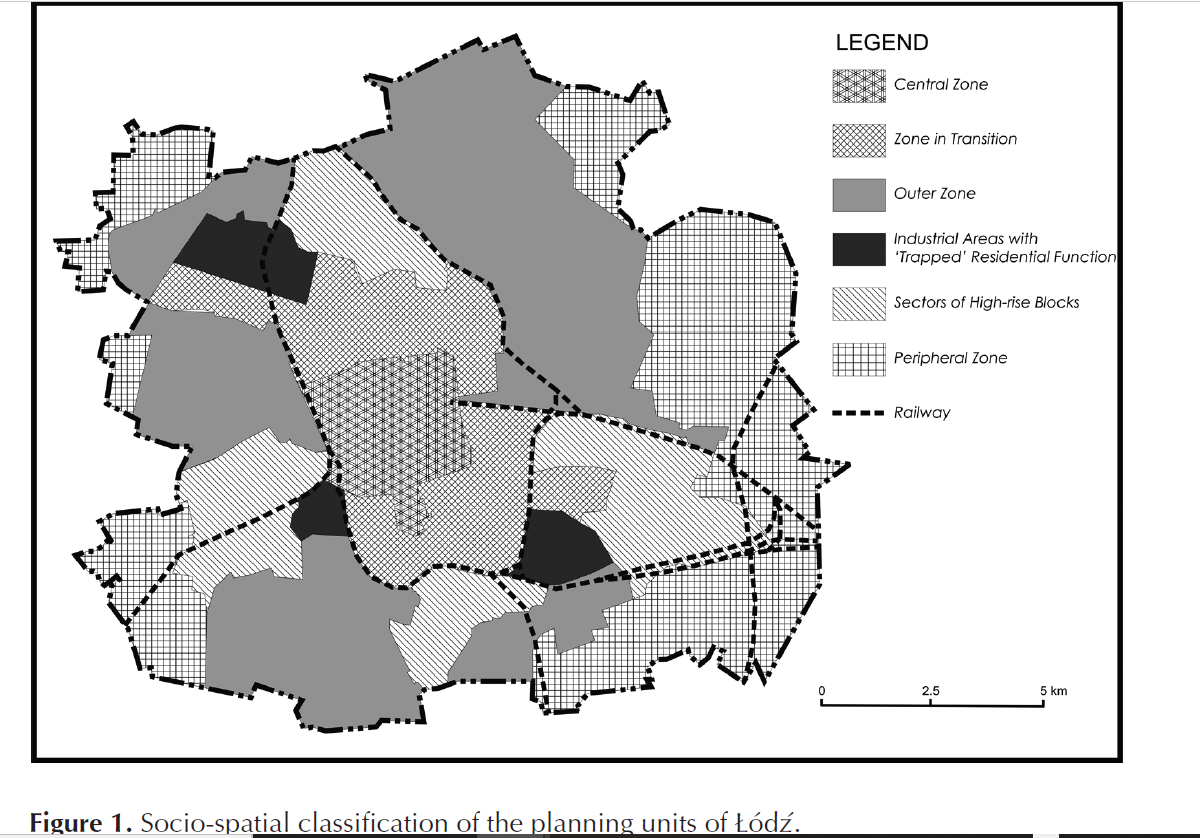 LEGEND
Central Zone
Zone in Transition
Outer Zone
Industrial Areas with
'Trapped' Residential Function
Sectors of High-rise Blocks
Peripheral Zone
Railway
0 2.5 5 km
Figure 1. Socio-spatial classification of the planning units of Łódź.